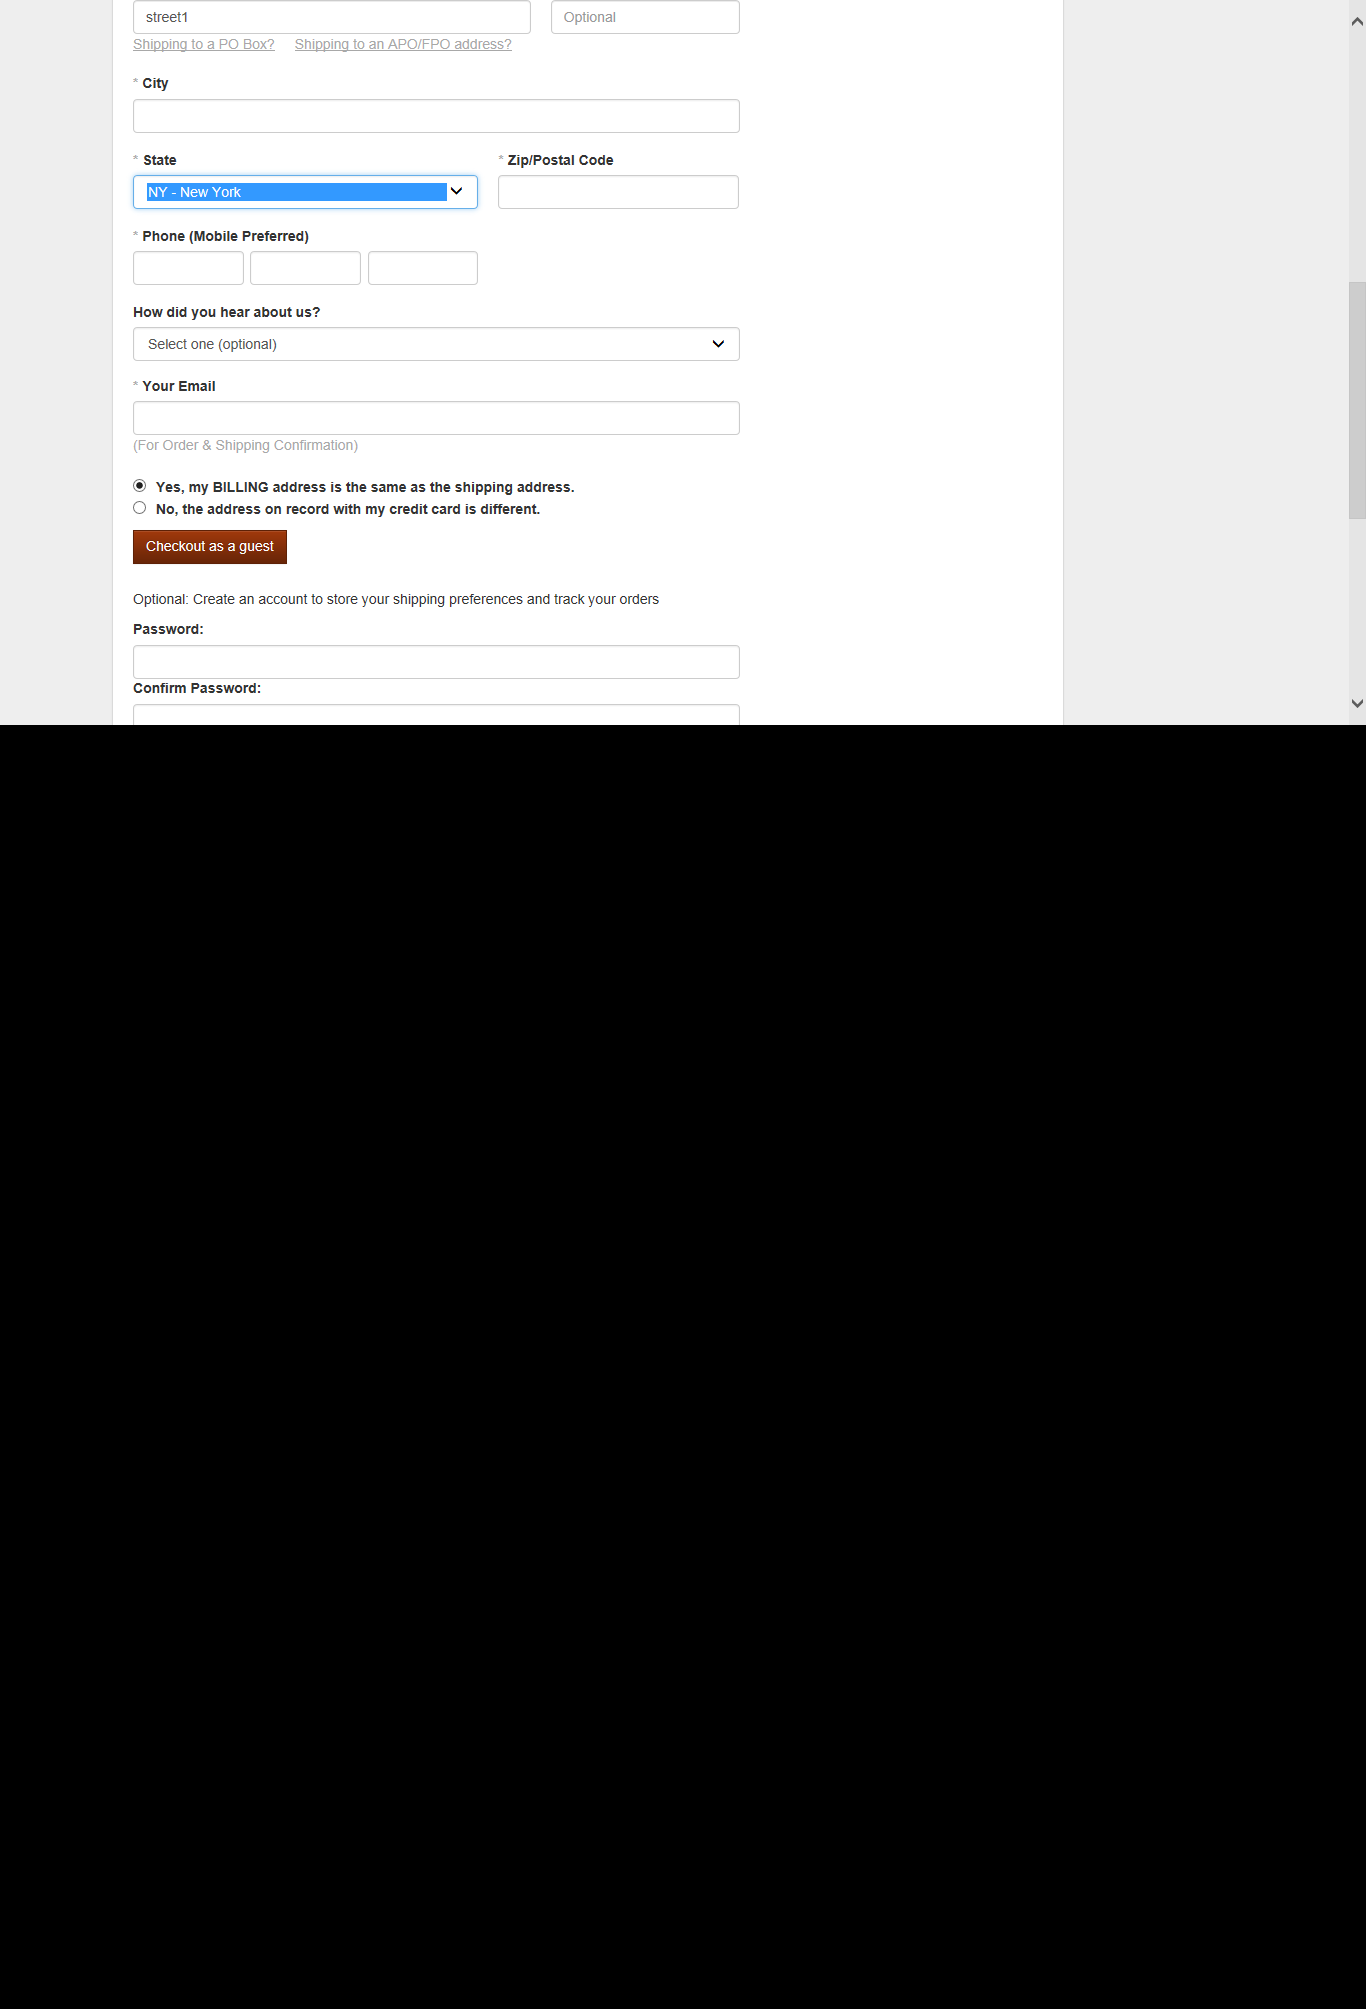 street1 Optional
Shipping to a PO Box? Shipping to an APO/FPO address?
* City
* State * Zip/Postal Code
NY - New York
* Phone (Mobile Preferred)
How did you hear about us?
Select one (optional)
* Your Email
(For Order & Shipping Confirmation)
Yes, my BILLING address is the same as the shipping address.
No, the address on record with my credit card is different.
Checkout as a guest
Optional: Create an account to store your shipping preferences and track your orders
Password:
Confirm Password: